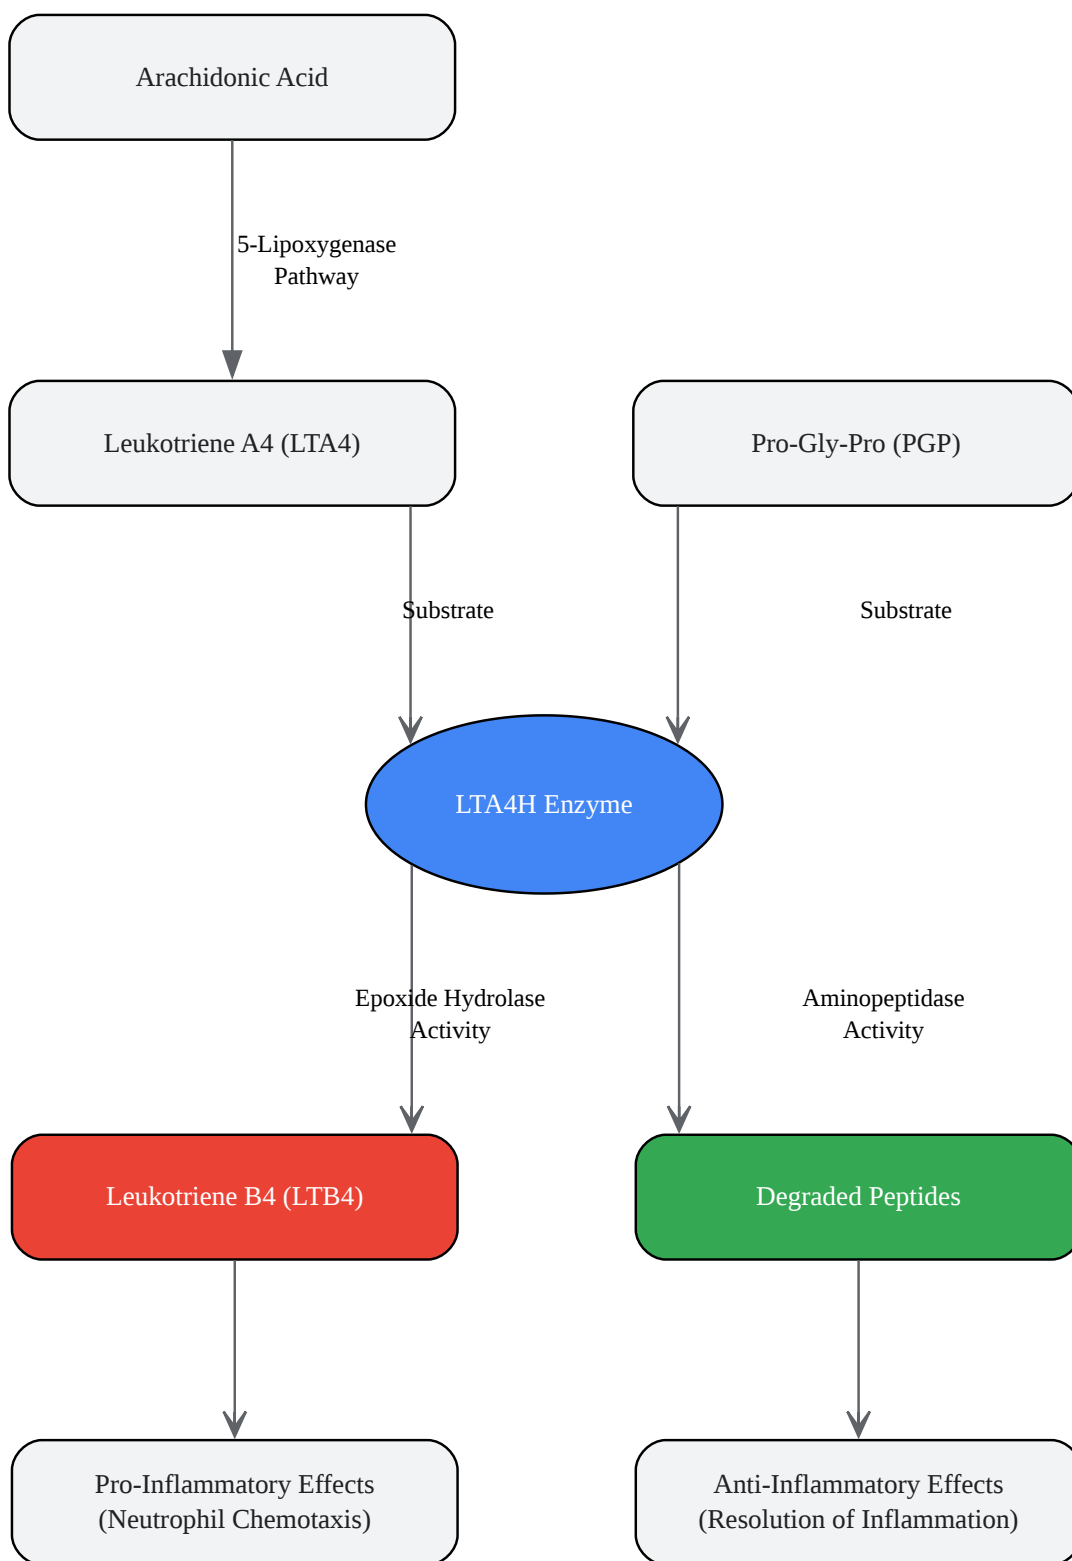 Arachidonic Acid
5-Lipoxygenase
Pathway
Leukotriene A4 (LTA4)
Pro-Gly-Pro (PGP)
Substrate
Substrate
LTA4H Enzyme
Epoxide Hydrolase
Activity
Aminopeptidase
Activity
Leukotriene B4 (LTB4)
Degraded Peptides
Pro-Inflammatory Effects
(Neutrophil Chemotaxis)
Anti-Inflammatory Effects
(Resolution of Inflammation)